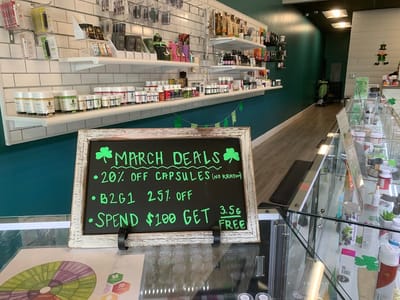 MARCH DEALS
• 20% OFF CAPSULES (NO KRATOM)
• B2G1 25% OFF
• SPEND $100 GET 3.5G FREE